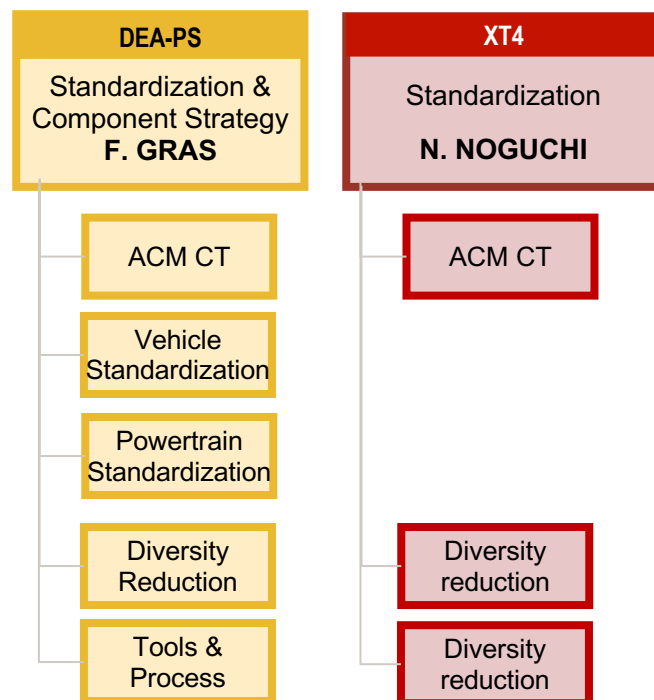 DEA-PS
Standardization &
Component Strategy
F. GRAS
ACM CT
Vehicle
Standardization
Powertrain
Standardization
Diversity
Reduction
Tools &
Process
XT4
Standardization
N. NOGUCHI
ACM CT
Diversity
reduction
Diversity
reduction